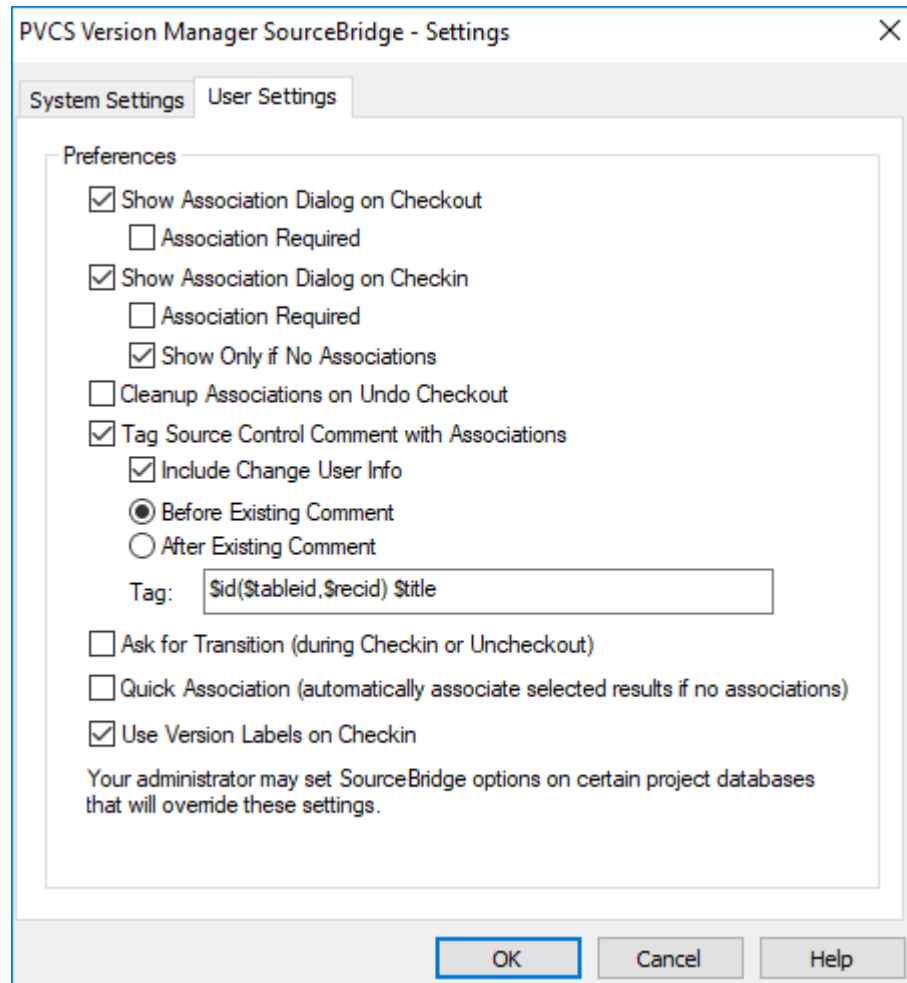 PVCS Version Manager SourceBridge - Settings
System Settings
User Settings
Preferences
Show Association Dialog on Checkout
Association Required
Show Association Dialog on Checkin
Association Required
Show Only if No Associations
Cleanup Associations on Undo Checkout
Tag Source Control Comment with Associations
Include Change User Info
Before Existing Comment
After Existing Comment
Tag: $id($tableid,$recid) $title
Ask for Transition (during Checkin or Uncheckout)
Quick Association (automatically associate selected results if no associations)
Use Version Labels on Checkin
Your administrator may set SourceBridge options on certain project databases
that will override these settings.
OK Cancel Help